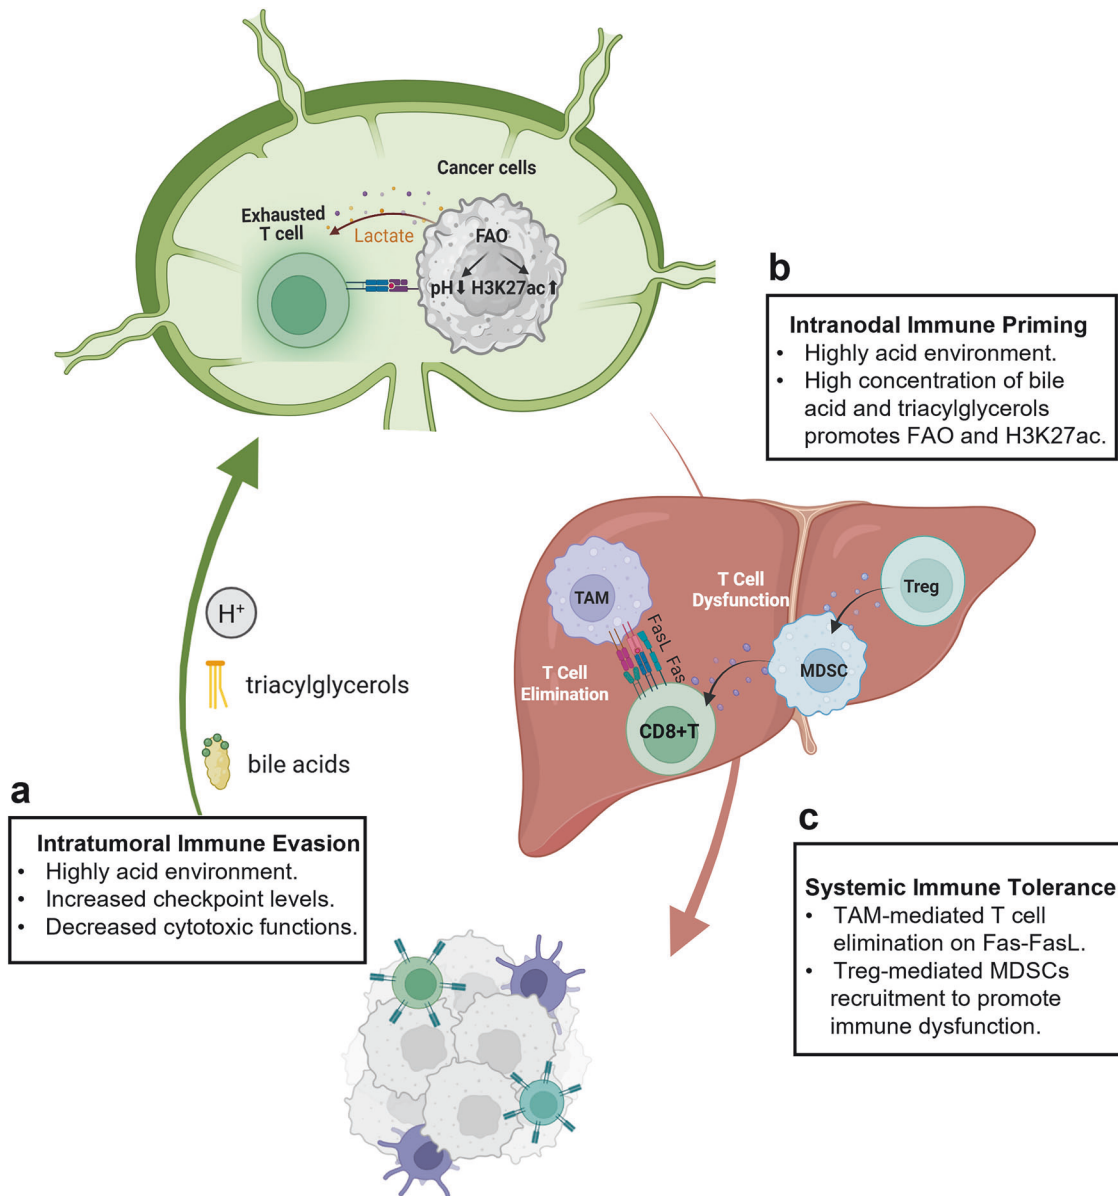 Cancer cells
Exhausted
T cell
Lactate
FAO
pH⬇ H3K27ac⬆
b
Intranodal Immune Priming
• Highly acid environment.
• High concentration of bile
acid and triacylglycerols
promotes FAO and H3K27ac.
H⁺
triacylglycerols
bile acids
TAM
T Cell
Dysfunction
Treg
FasL Fas
T Cell
Elimination
MDSC
CD8+T
a
Intratumoral Immune Evasion
• Highly acid environment.
• Increased checkpoint levels.
• Decreased cytotoxic functions.
c
Systemic Immune Tolerance
• TAM-mediated T cell
elimination on Fas-FasL.
• Treg-mediated MDSCs
recruitment to promote
immune dysfunction.